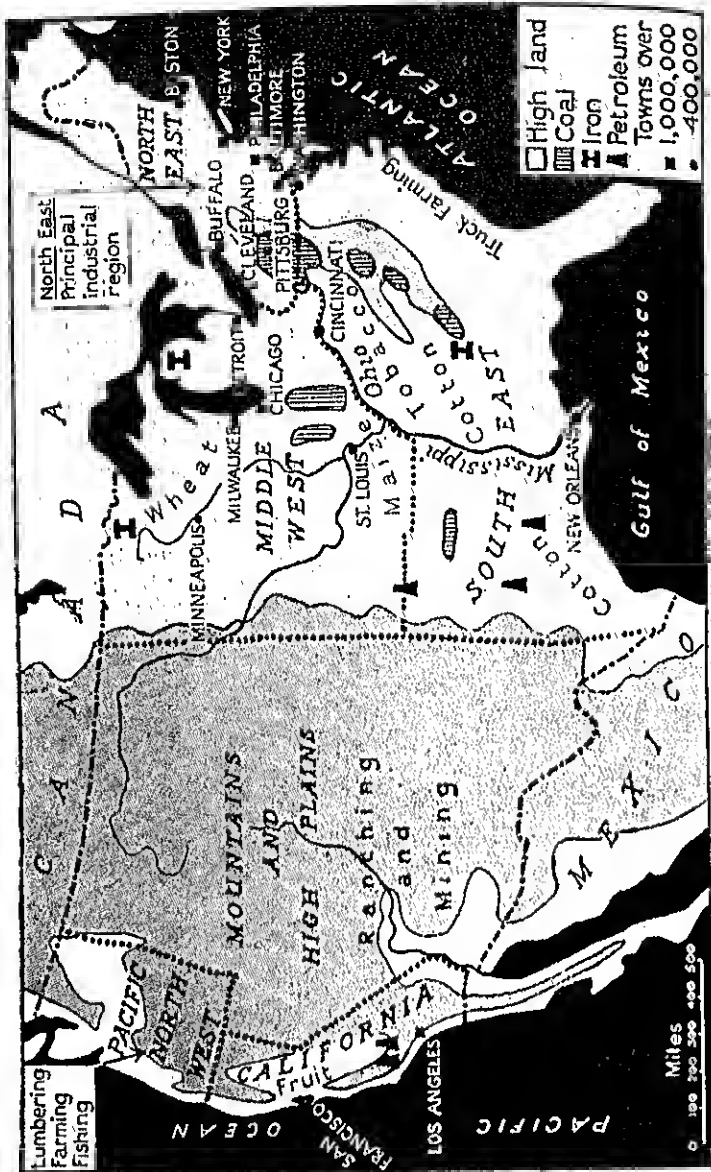 Lumbering
Farming
Fishing
North East
Principal
industrial
region
CANADA
PACIFIC
NORTH
WEST
MOUNTAINS
AND
HIGH PLAINS
Ranching
and
Mining
CALIFORNIA
Fruit
SAN
FRANCISCO
LOS ANGELES
PACIFIC
OCEAN
MEXICO
Wheat
MINNEAPOLIS
MILWAUKEE
DETROIT
CHICAGO
MIDDLE
WEST
ST. LOUIS
Maize
Ohio
CINCINNATI
Tobacco
Cotton
SOUTH EAST
Mississippi
Cotton
NEW ORLEANS
Gulf of Mexico
NORTH
EAST
BOSTON
NEW YORK
PHILADELPHIA
BALTIMORE
WASHINGTON
BUFFALO
CLEVELAND
PITTSBURG
Truck Farming
ATLANTIC
OCEAN
High land
Coal
Iron
Petroleum
Towns over
1,000,000
400,000
Miles
0 100 200 300 400 500